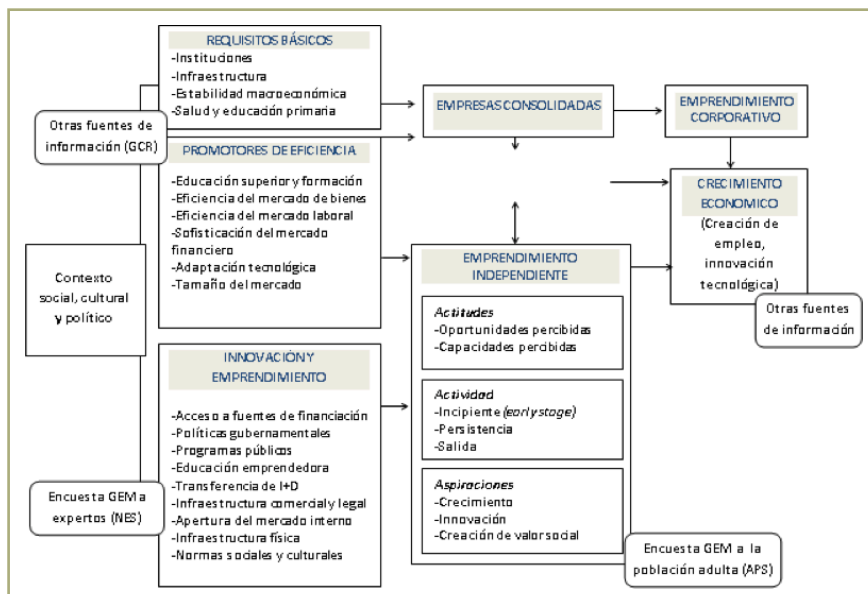 REQUISITOS BÁSICOS
-Instituciones
-Infraestructura
-Estabilidad macroeconómica
-Salud y educación primaria
Otras fuentes de
información (GCR)
PROMOTORES DE EFICIENCIA
-Educación superior y formación
-Eficiencia del mercado de bienes
-Eficiencia del mercado laboral
-Sofisticación del mercado
financiero
-Adaptación tecnológica
-Tamaño del mercado
Contexto
social, cultural
y político
INNOVACIÓN Y
EMPRENDIMIENTO
-Acceso a fuentes de financiación
-Políticas gubernamentales
-Programas públicos
-Educación emprendedora
-Transferencia de I+D
-Infraestructura comercial y legal
-Apertura del mercado interno
-Infraestructura física
-Normas sociales y culturales
Encuesta GEM a
expertos (NES)
EMPRESAS CONSOLIDADAS
EMPRENDIMIENTO
CORPORATIVO
CRECIMIENTO
ECONOMICO
(Creación de
empleo,
innovación
tecnológica)
Otras fuentes
de información
EMPRENDIMIENTO
INDEPENDIENTE
Actitudes
-Oportunidades percibidas
-Capacidades percibidas
Actividad
-Incipiente (early stage)
-Persistencia
-Salida
Aspiraciones
-Crecimiento
-Innovación
-Creación de valor social
Encuesta GEM a la
población adulta (APS)